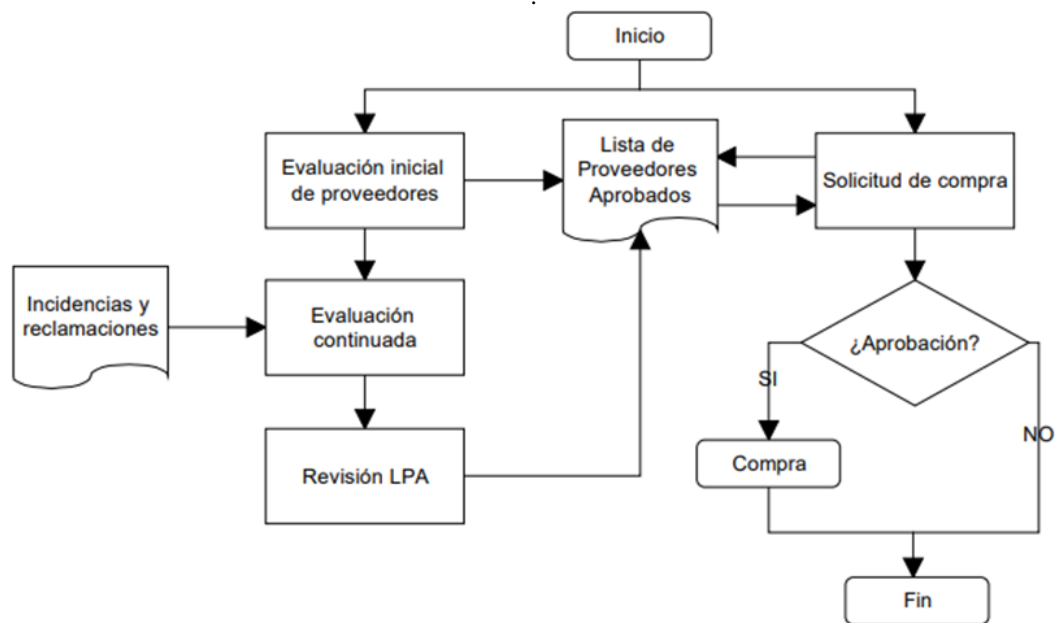 Inicio
Evaluación inicial
de proveedores
Lista de
Proveedores
Aprobados
Solicitud de compra
Incidencias y
reclamaciones
Evaluación
continuada
¿Aprobación?
SI
NO
Revisión LPA
Compra
Fin